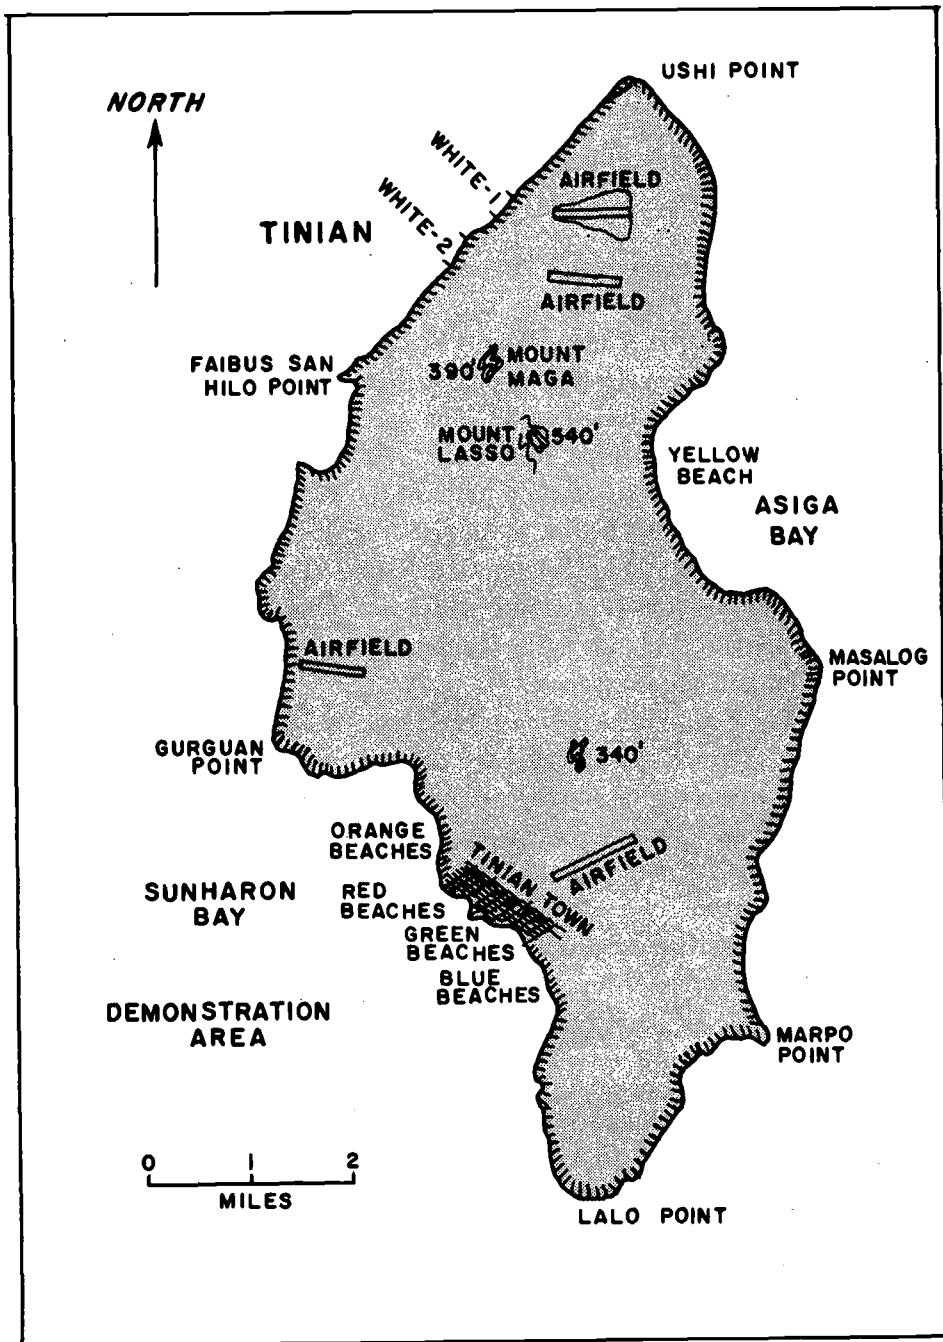 USHI POINT
NORTH
WHITE-1
AIRFIELD
WHITE-2
TINIAN
AIRFIELD
FAIBUS SAN
HILO POINT
390'
MOUNT
MAGA
MOUNT
LASSO
540'
YELLOW
BEACH
ASIGA
BAY
AIRFIELD
MASALOG
POINT
GURGUAN
POINT
340'
ORANGE
BEACHES
TINIAN TOWN
AIRFIELD
SUNHARON
BAY
RED
BEACHES
GREEN
BEACHES
BLUE
BEACHES
DEMONSTRATION
AREA
MARPO
POINT
0 1 2
MILES
LALO POINT